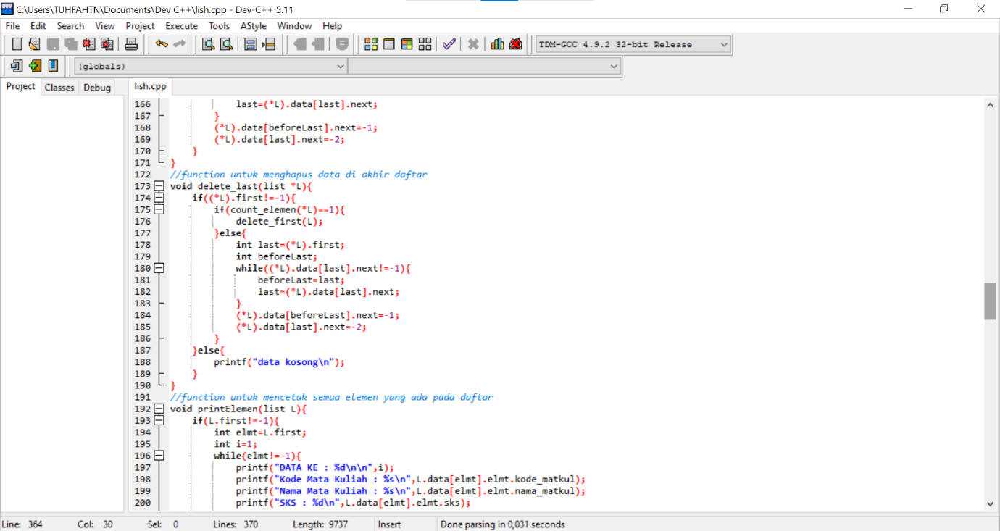 C:\Users\TUHFAHTN\Documents\Dev C++\lish.cpp - Dev-C++ 5.11
File Edit Search View Project Execute Tools AStyle Window Help
TDM-GCC 4.9.2 32-bit Release
(globals)
Project Classes Debug
lish.cpp
166 last=(*L).data[last].next;
167 }
168 (*L).data[beforeLast].next=-1;
169 (*L).data[last].next=-2;
170 }
171 }
172 //function untuk menghapus data di akhir daftar
173 void delete_last(list *L){
174 if((*L).first!=-1){
175 if(count_elemen(*L)==1){
176 delete_first(L);
177 }else{
178 int last=(*L).first;
179 int beforeLast;
180 while((*L).data[last].next!=-1){
181 beforeLast=last;
182 last=(*L).data[last].next;
183 }
184 (*L).data[beforeLast].next=-1;
185 (*L).data[last].next=-2;
186 }
187 }else{
188 printf("data kosong\n");
189 }
190 }
191 //function untuk mencetak semua elemen yang ada pada daftar
192 void printElemen(list L){
193 if(L.first!=-1){
194 int elmt=L.first;
195 int i=1;
196 while(elmt!=-1){
197 printf("DATA KE : %d\n\n",i);
198 printf("Kode Mata Kuliah : %s\n",L.data[elmt].elmt.kode_matkul);
199 printf("Nama Mata Kuliah : %s\n",L.data[elmt].elmt.nama_matkul);
200 printf("SKS : %d\n",L.data[elmt].elmt.sks);
Line: 364 Col: 30 Sel: 0 Lines: 370 Length: 9737 Insert Done parsing in 0,031 seconds